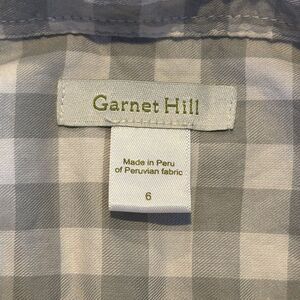 Garnet Hill
Made in Peru
of Peruvian fabric
6